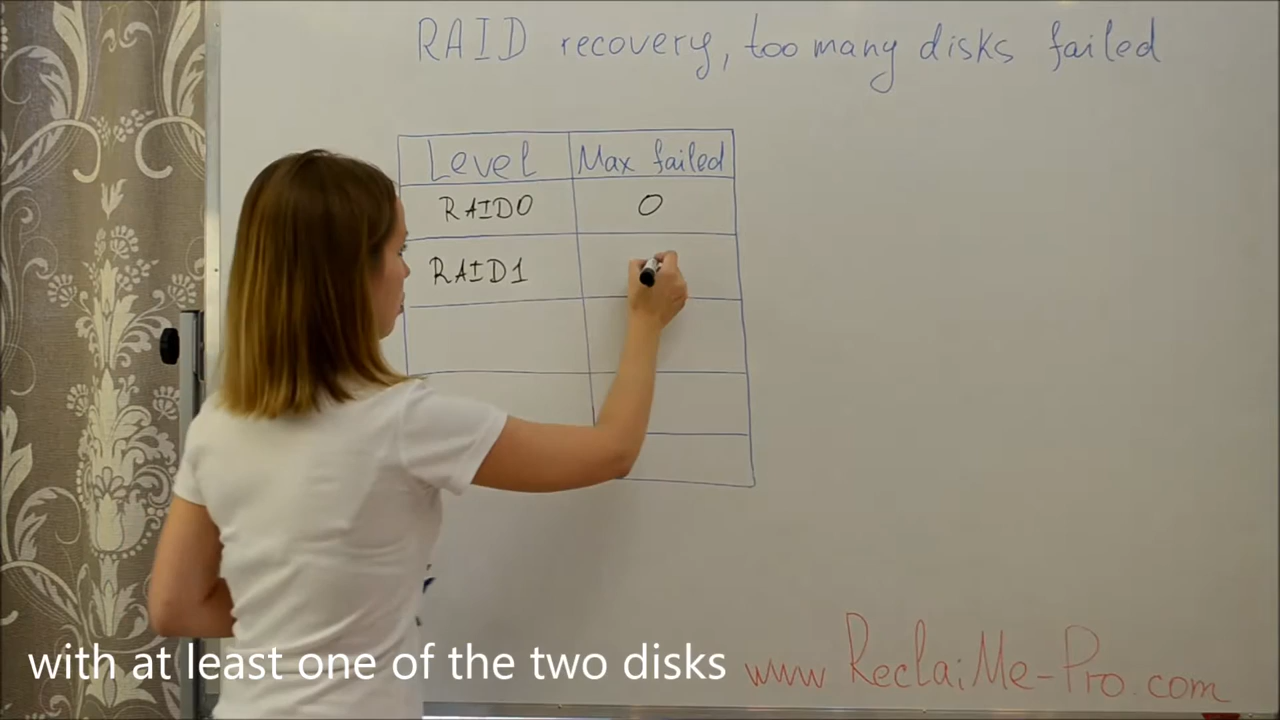 RAID recovery, too many disks failed
Level Max failed
RAID0 0
RAID1
with at least one of the two disks
www ReclaiMe-Pro.com